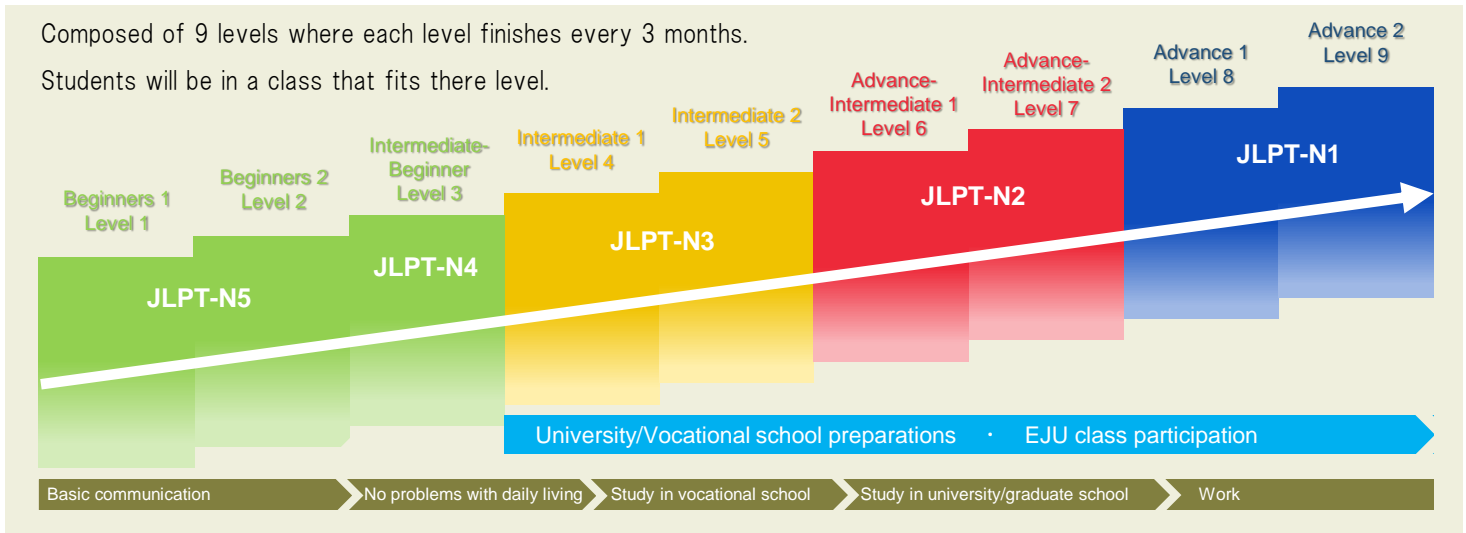 Composed of 9 levels where each level finishes every 3 months.
Students will be in a class that fits there level.
Beginners 1
Level 1
Beginners 2
Level 2
Intermediate-
Beginner
Level 3
Intermediate 1
Level 4
Intermediate 2
Level 5
Advance-
Intermediate 1
Level 6
Advance-
Intermediate 2
Level 7
Advance 1
Level 8
Advance 2
Level 9
JLPT-N5
JLPT-N4
JLPT-N3
JLPT-N2
JLPT-N1
University/Vocational school preparations ・ EJU class participation
Basic communication
No problems with daily living
Study in vocational school
Study in university/graduate school
Work